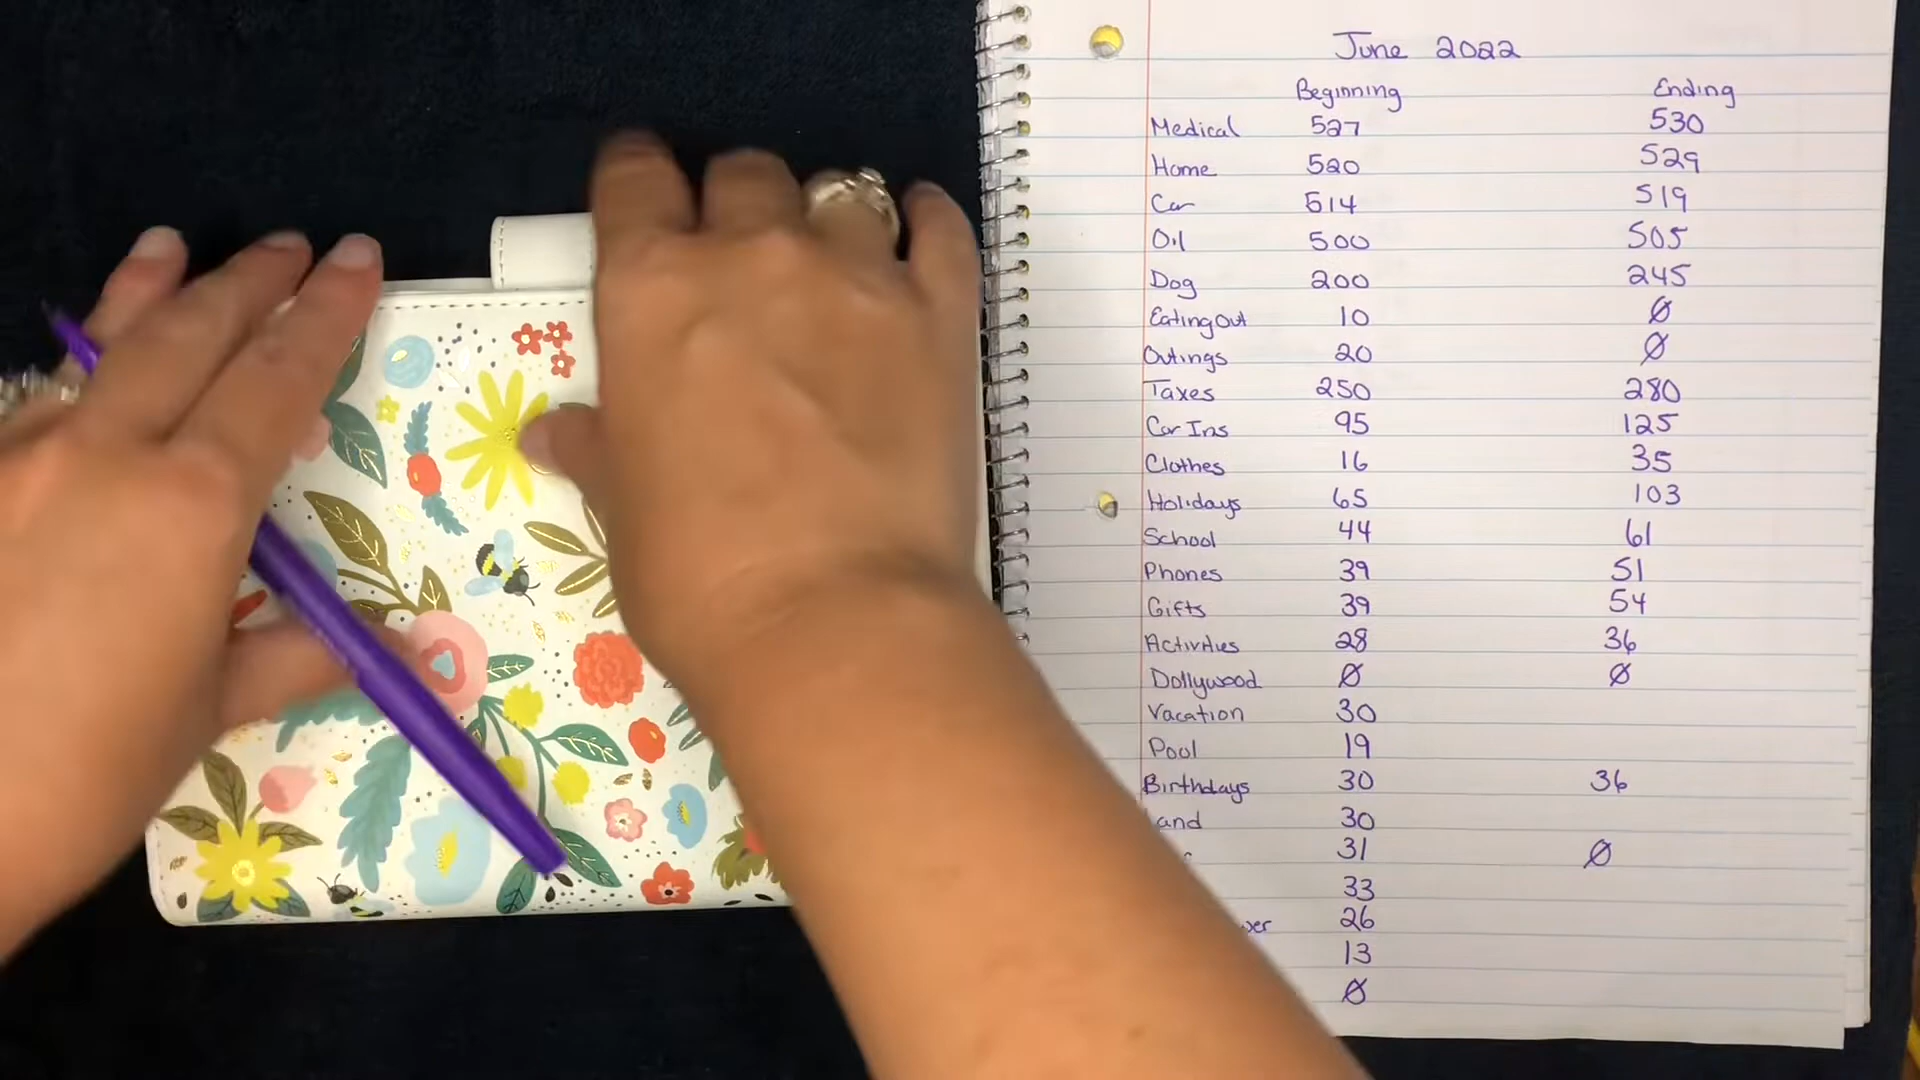 June 2022
Beginning Ending
Medical 527 530
Home 520 529
Car 514 519
Oil 500 505
Dog 200 245
Eating Out 10 Ø
Outings 20 Ø
Taxes 250 280
Car Ins 95 125
Clothes 16 35
Holidays 65 103
School 44 61
Phones 39 51
Gifts 39 54
Activities 28 36
Dollywood Ø Ø
Vacation 30
Pool 19
Birthdays 30 36
and 30
31 Ø
33
26
13
Ø